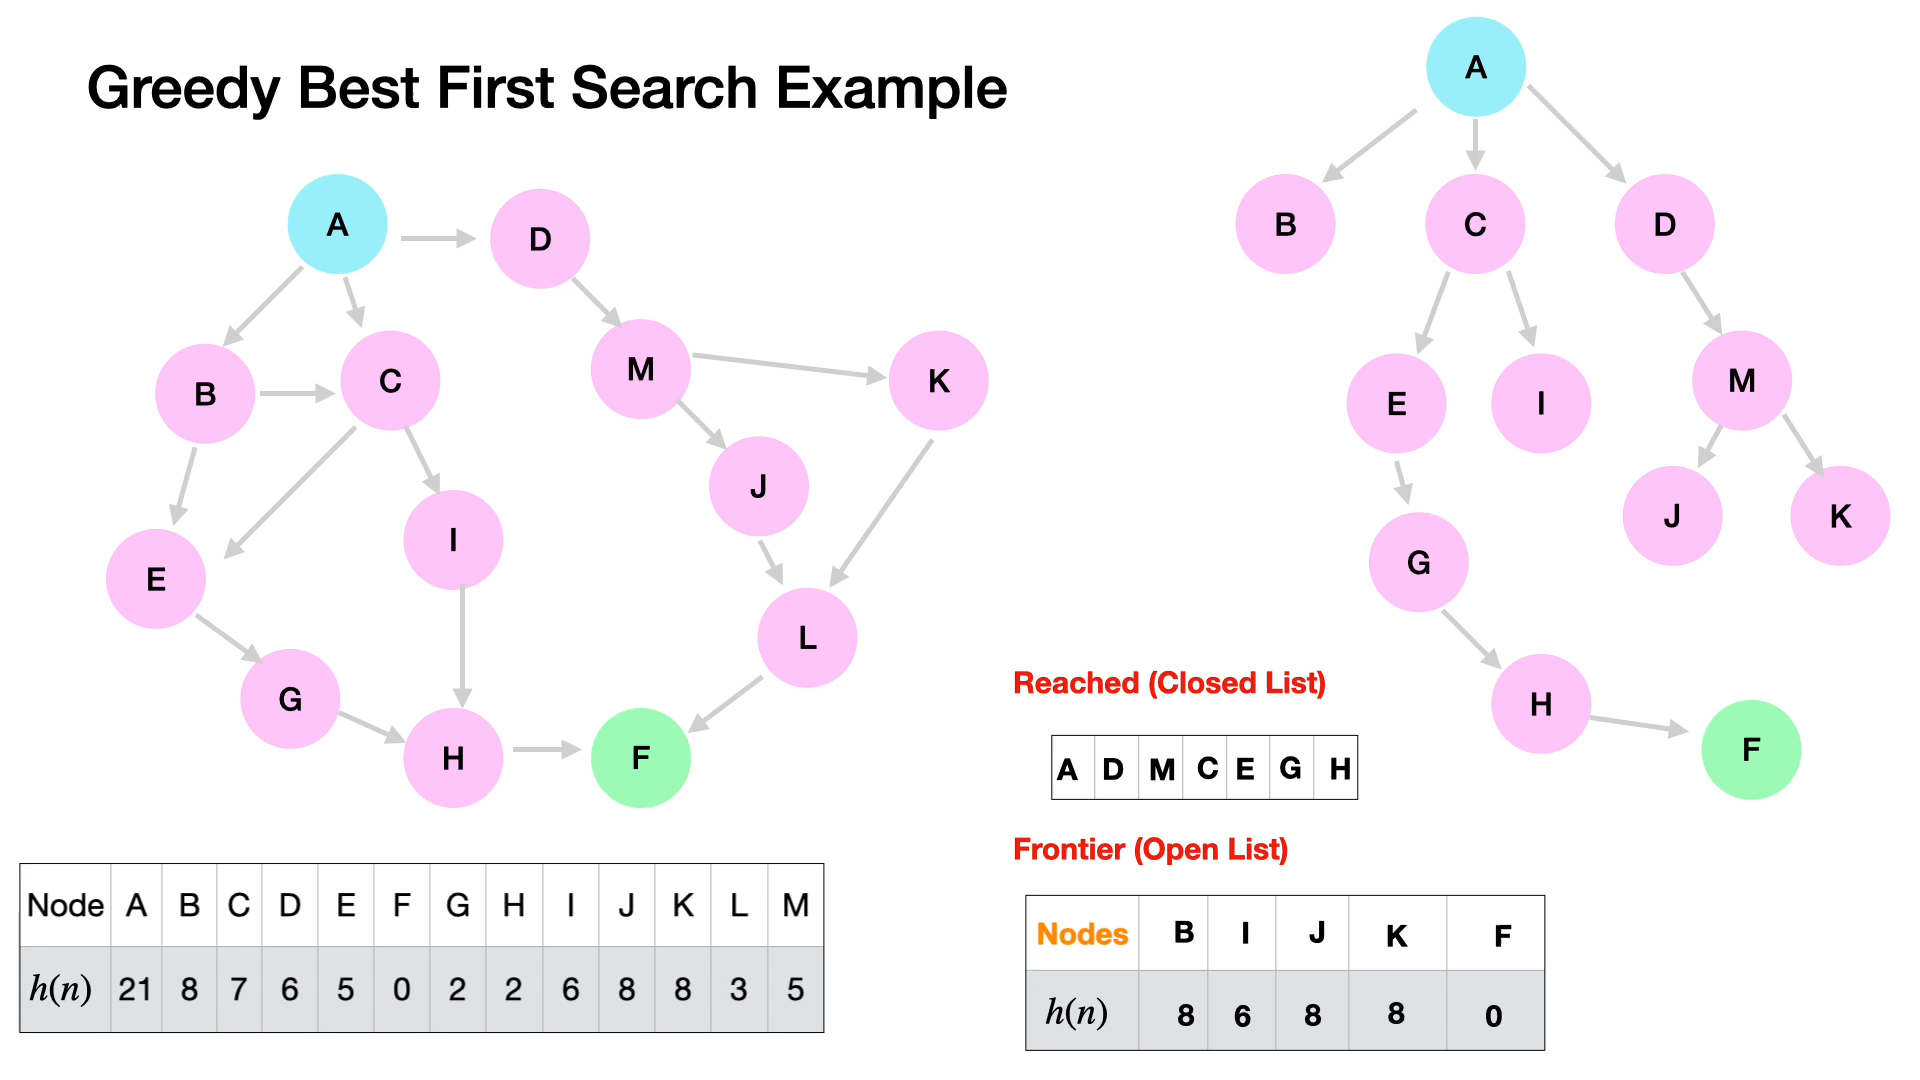 Greedy Best First Search Example
A
D
M
K
B
C
J
E
I
L
G
H
F
Node A B C D E F G H I J K L M
h(n) 21 8 7 6 5 0 2 2 6 8 8 3 5
A
B
C
D
E
I
M
J
K
G
H
F
Reached (Closed List)
A D M C E G H
Frontier (Open List)
Nodes B I J K F
h(n) 8 6 8 8 0